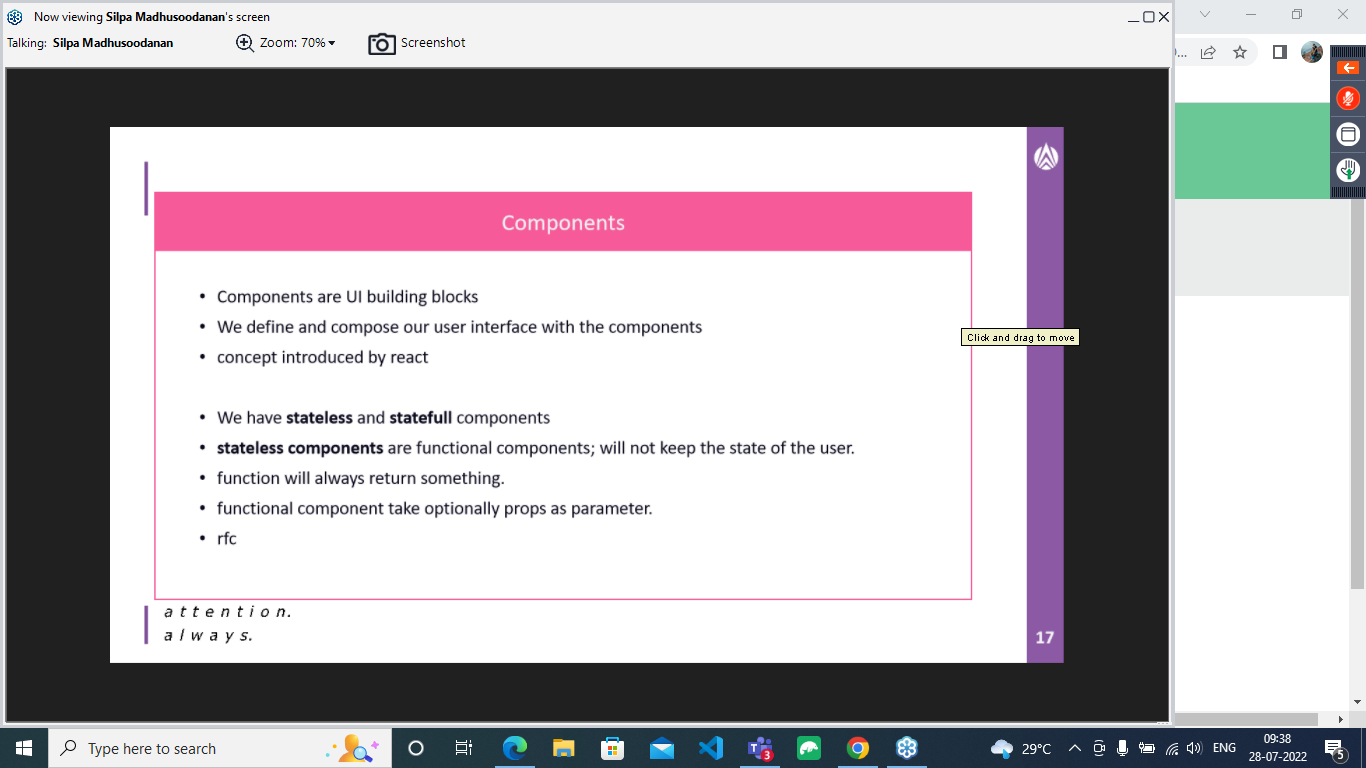 Now viewing Silpa Madhusoodanan's screen
Talking: Silpa Madhusoodanan
Zoom: 70%
Screenshot
...
Components
• Components are UI building blocks
• We define and compose our user interface with the components
• concept introduced by react
Click and drag to move
• We have stateless and statefull components
• stateless components are functional components; will not keep the state of the user.
• function will always return something.
• functional component take optionally props as parameter.
• rfc
attention.
always.
17
Type here to search
3
29°C
ENG
09:38
28-07-2022
5